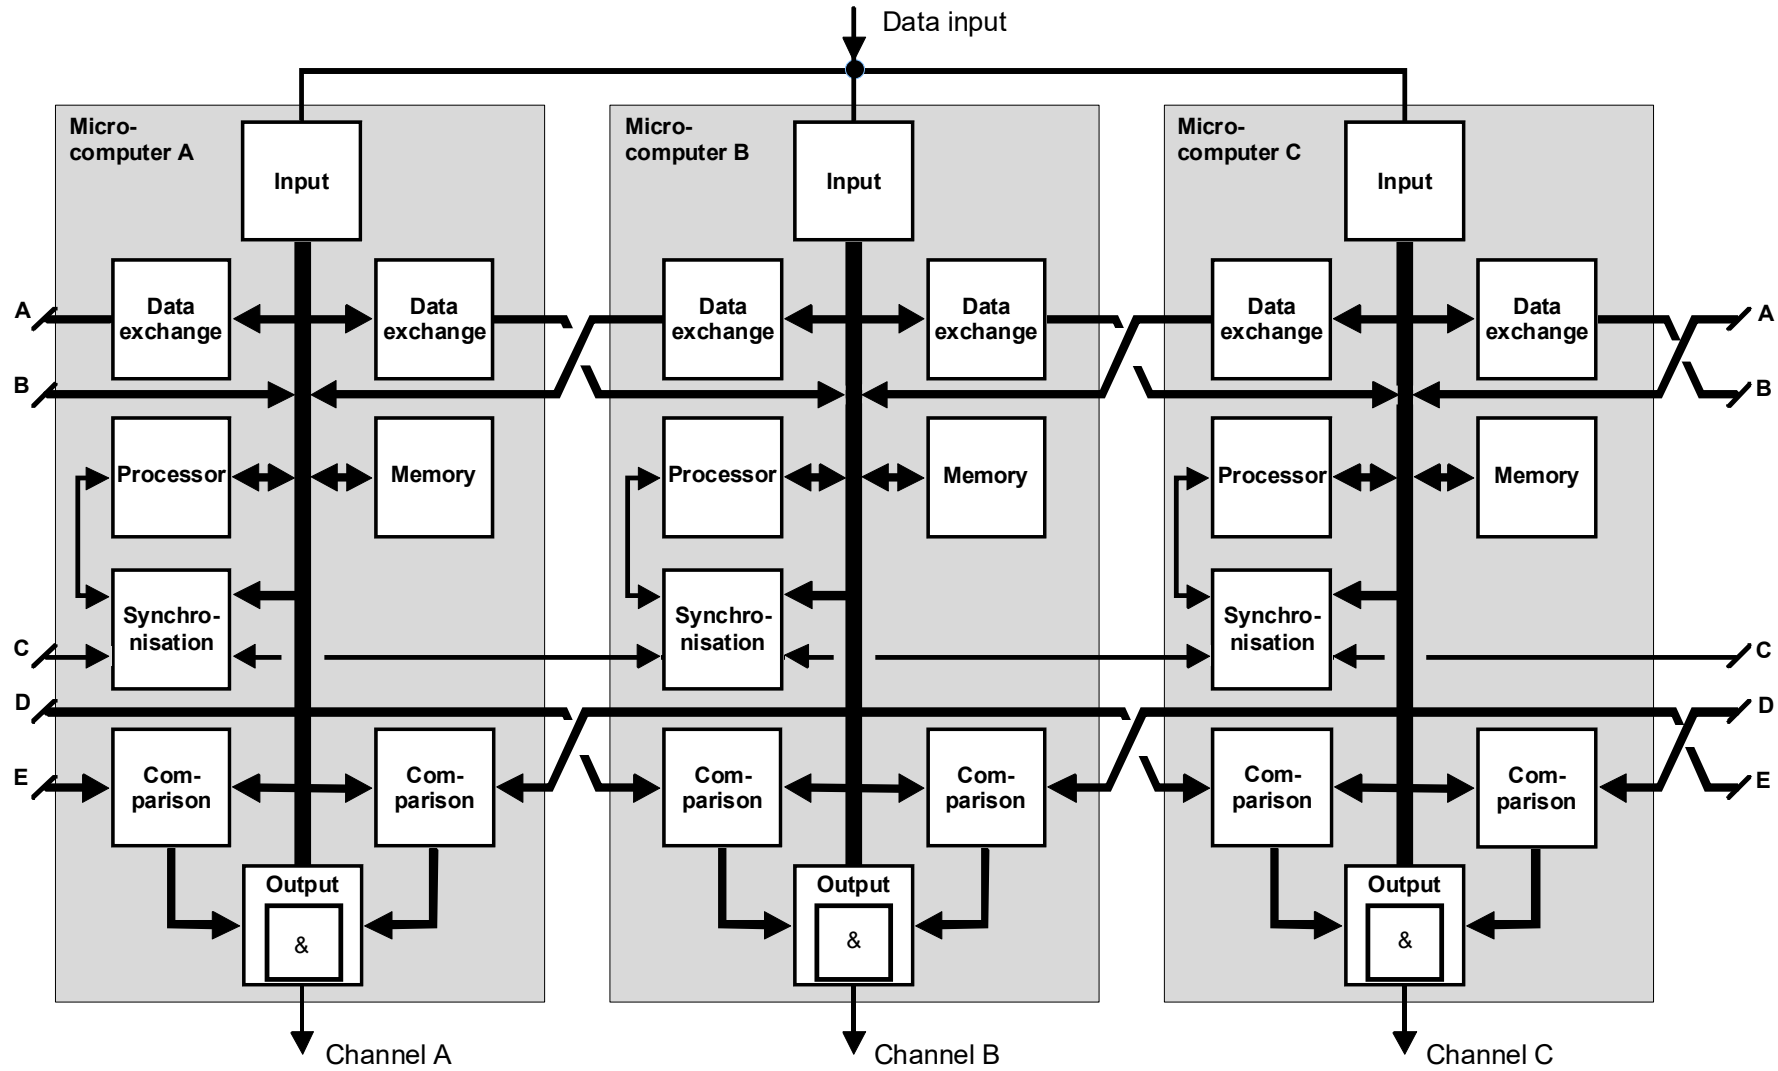 Data input
Micro-
computer A
Micro-
computer B
Micro-
computer C
Input
Input
Input
Data
exchange
Data
exchange
Data
exchange
Data
exchange
Data
exchange
Data
exchange
A
A
B
B
Processor
Memory
Processor
Memory
Processor
Memory
Synchro-
nisation
Synchro-
nisation
Synchro-
nisation
C
C
D
D
Com-
parison
Com-
parison
Com-
parison
Com-
parison
Com-
parison
Com-
parison
E
E
Output
&
Output
&
Output
&
Channel A
Channel B
Channel C